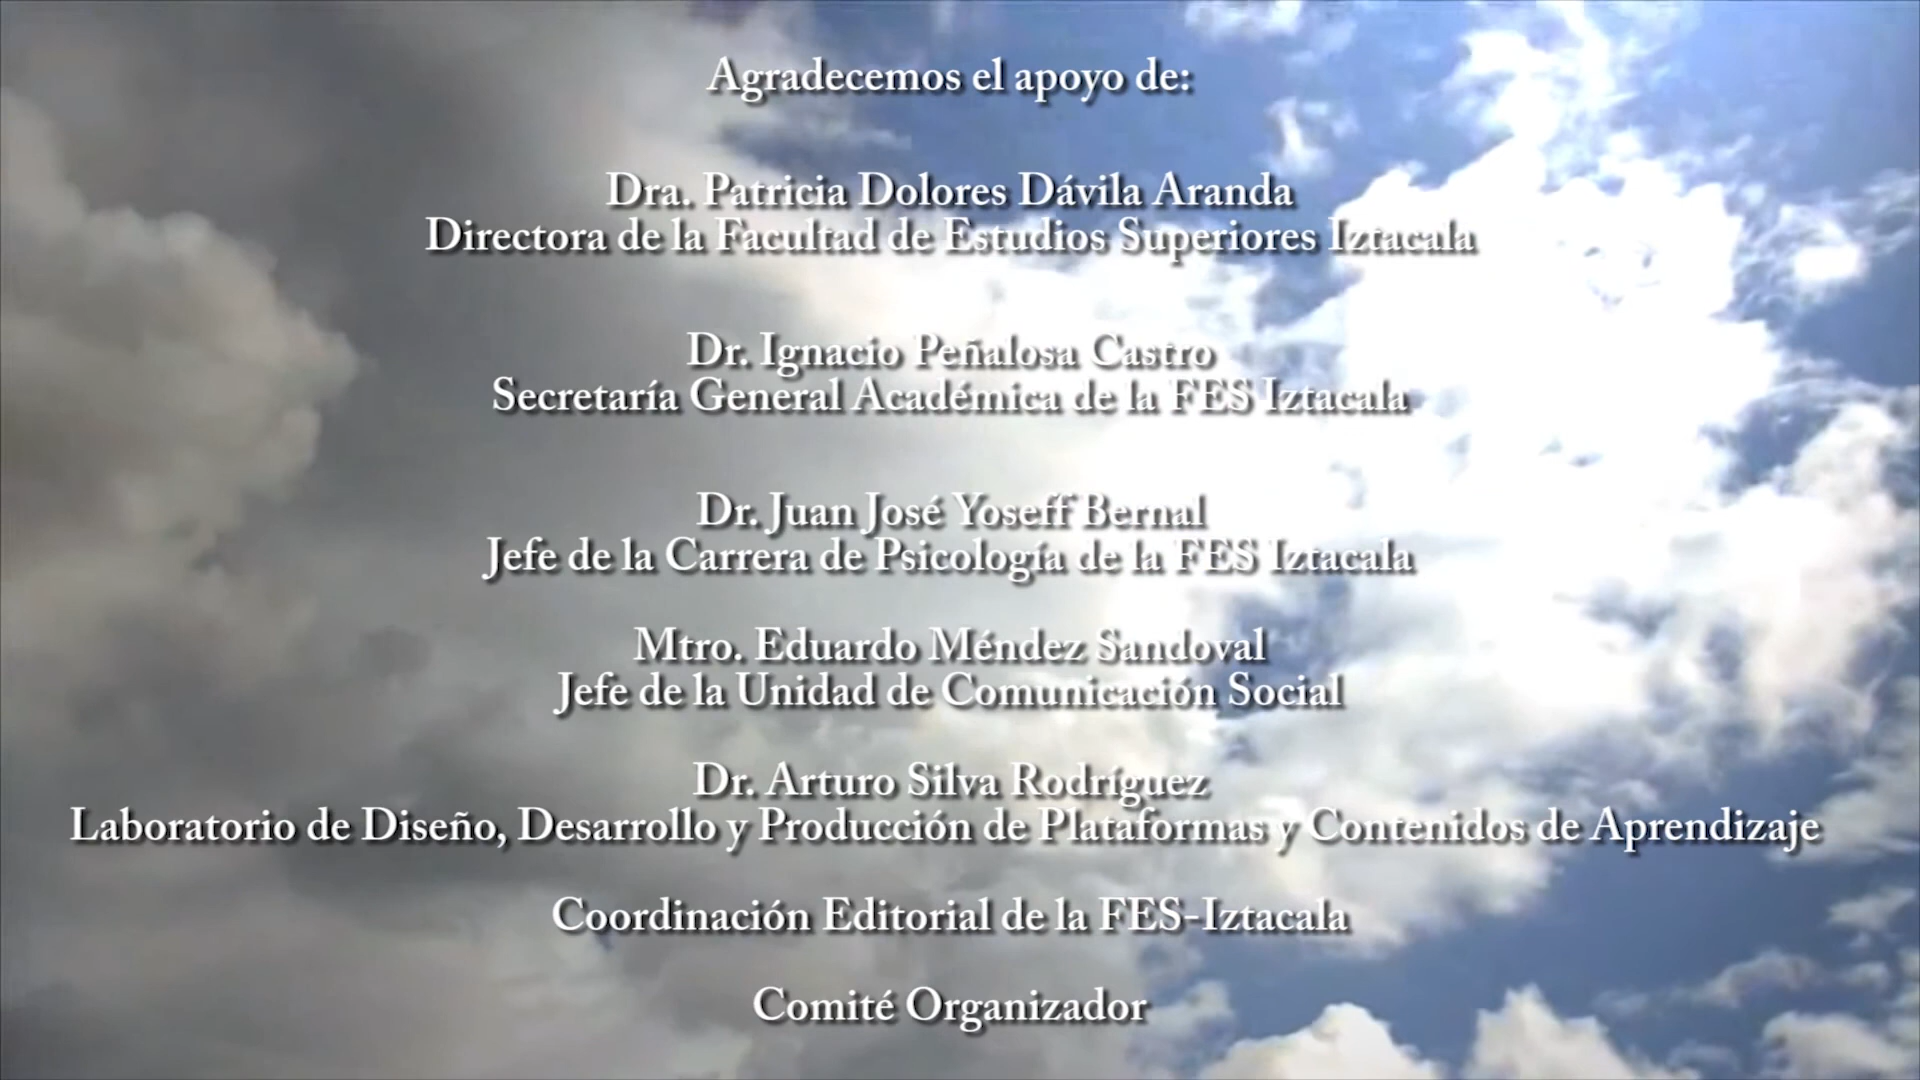 Agradecemos el apoyo de:
Dra. Patricia Dolores Dávila Aranda
Directora de la Facultad de Estudios Superiores Iztacala
Dr. Ignacio Peñalosa Castro
Secretaría General Académica de la FES Iztacala
Dr. Juan José Yoseff Bernal
Jefe de la Carrera de Psicología de la FES Iztacala
Mtro. Eduardo Méndez Sandoval
Jefe de la Unidad de Comunicación Social
Dr. Arturo Silva Rodríguez
Laboratorio de Diseño, Desarrollo y Producción de Plataformas y Contenidos de Aprendizaje
Coordinación Editorial de la FES-Iztacala
Comité Organizador